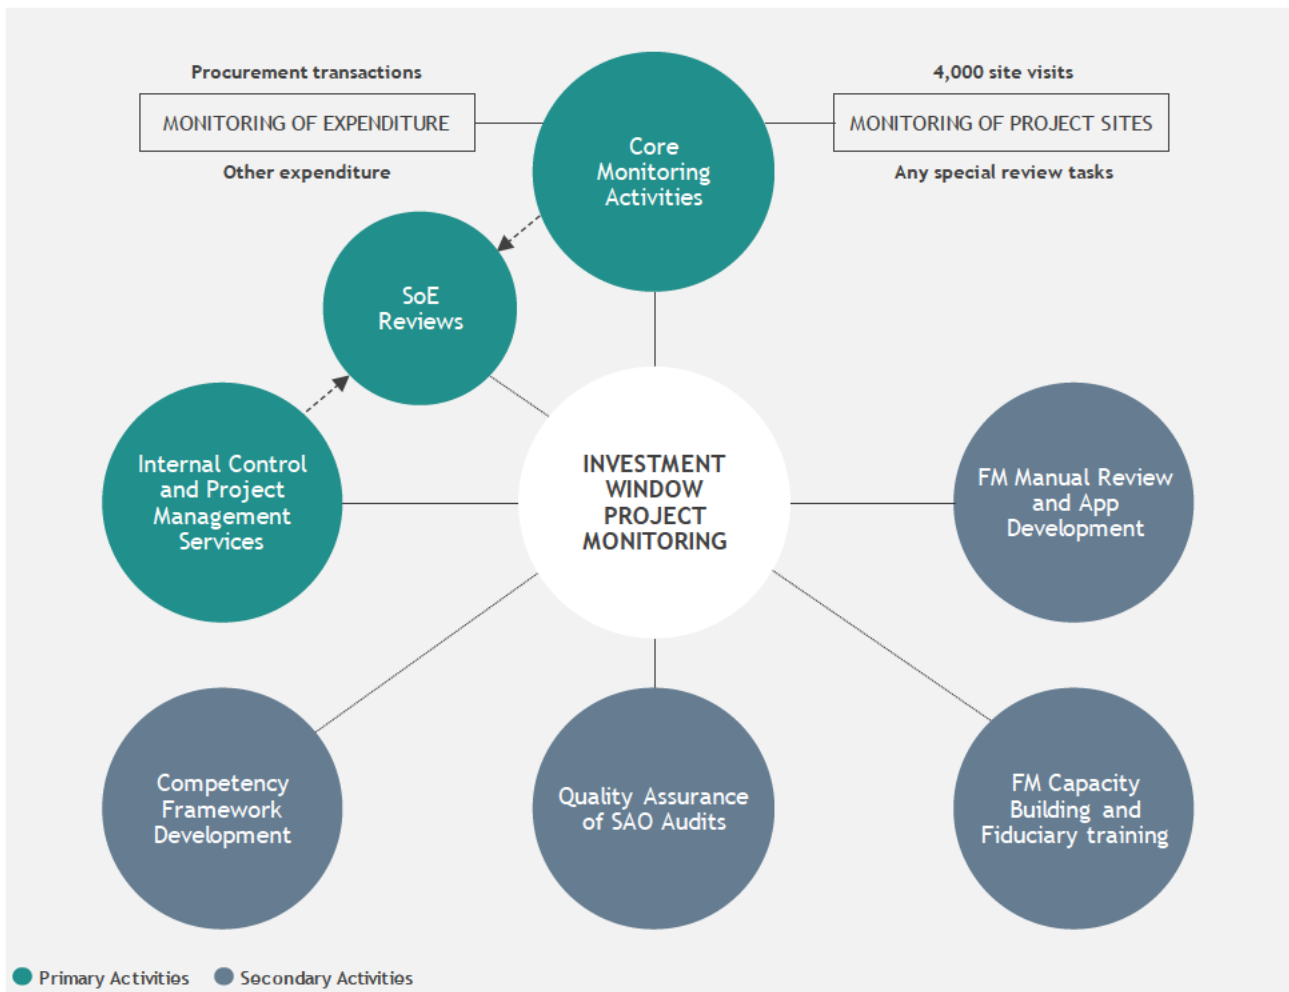 Procurement transactions
MONITORING OF EXPENDITURE
Other expenditure
4,000 site visits
MONITORING OF PROJECT SITES
Any special review tasks
Core
Monitoring
Activities
SoE
Reviews
Internal Control
and Project
Management
Services
INVESTMENT
WINDOW
PROJECT
MONITORING
FM Manual Review
and App
Development
Competency
Framework
Development
Quality Assurance
of SAO Audits
FM Capacity
Building and
Fiduciary training
Primary Activities
Secondary Activities